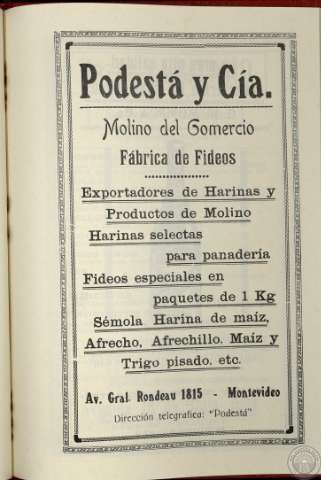 Podestá y Cía.
Molino del Comercio
Fábrica de Fideos
Exportadores de Harinas y
Productos de Molino
Harinas selectas
para panadería
Fideos especiales en
paquetes de 1 Kg
Sémola Harina de maíz,
Afrecho, Afrechillo. Maíz y
Trigo pisado. etc.
Av. Gral. Rondeau 1815 - Montevideo
Dirección telegráfica: "Podestá"